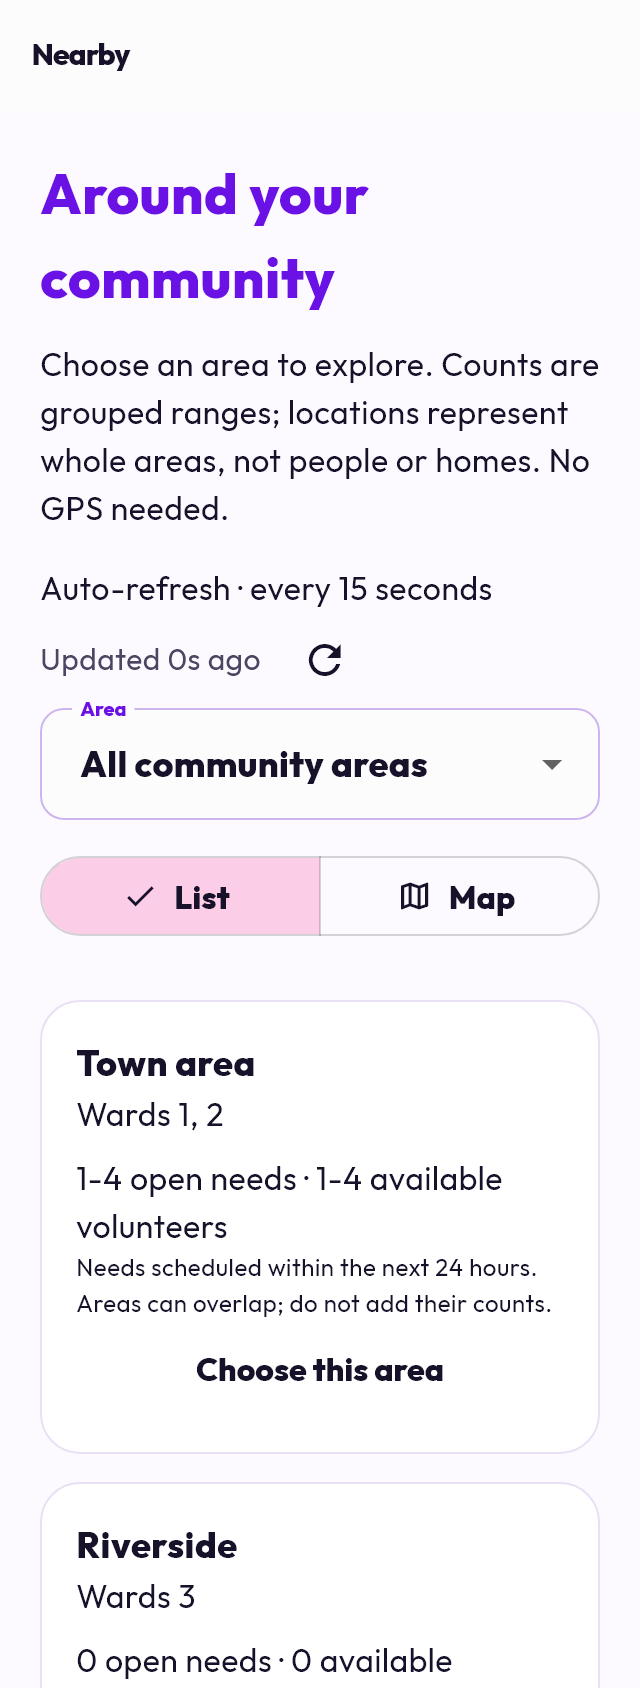 Nearby
Around your
community
Choose an area to explore. Counts are
grouped ranges; locations represent
whole areas, not people or homes. No
GPS needed.
Auto-refresh · every 15 seconds
Updated 0s ago
Area
All community areas
List
Map
Town area
Wards 1, 2
1-4 open needs · 1-4 available
volunteers
Needs scheduled within the next 24 hours.
Areas can overlap; do not add their counts.
Choose this area
Riverside
Wards 3
0 open needs · 0 available